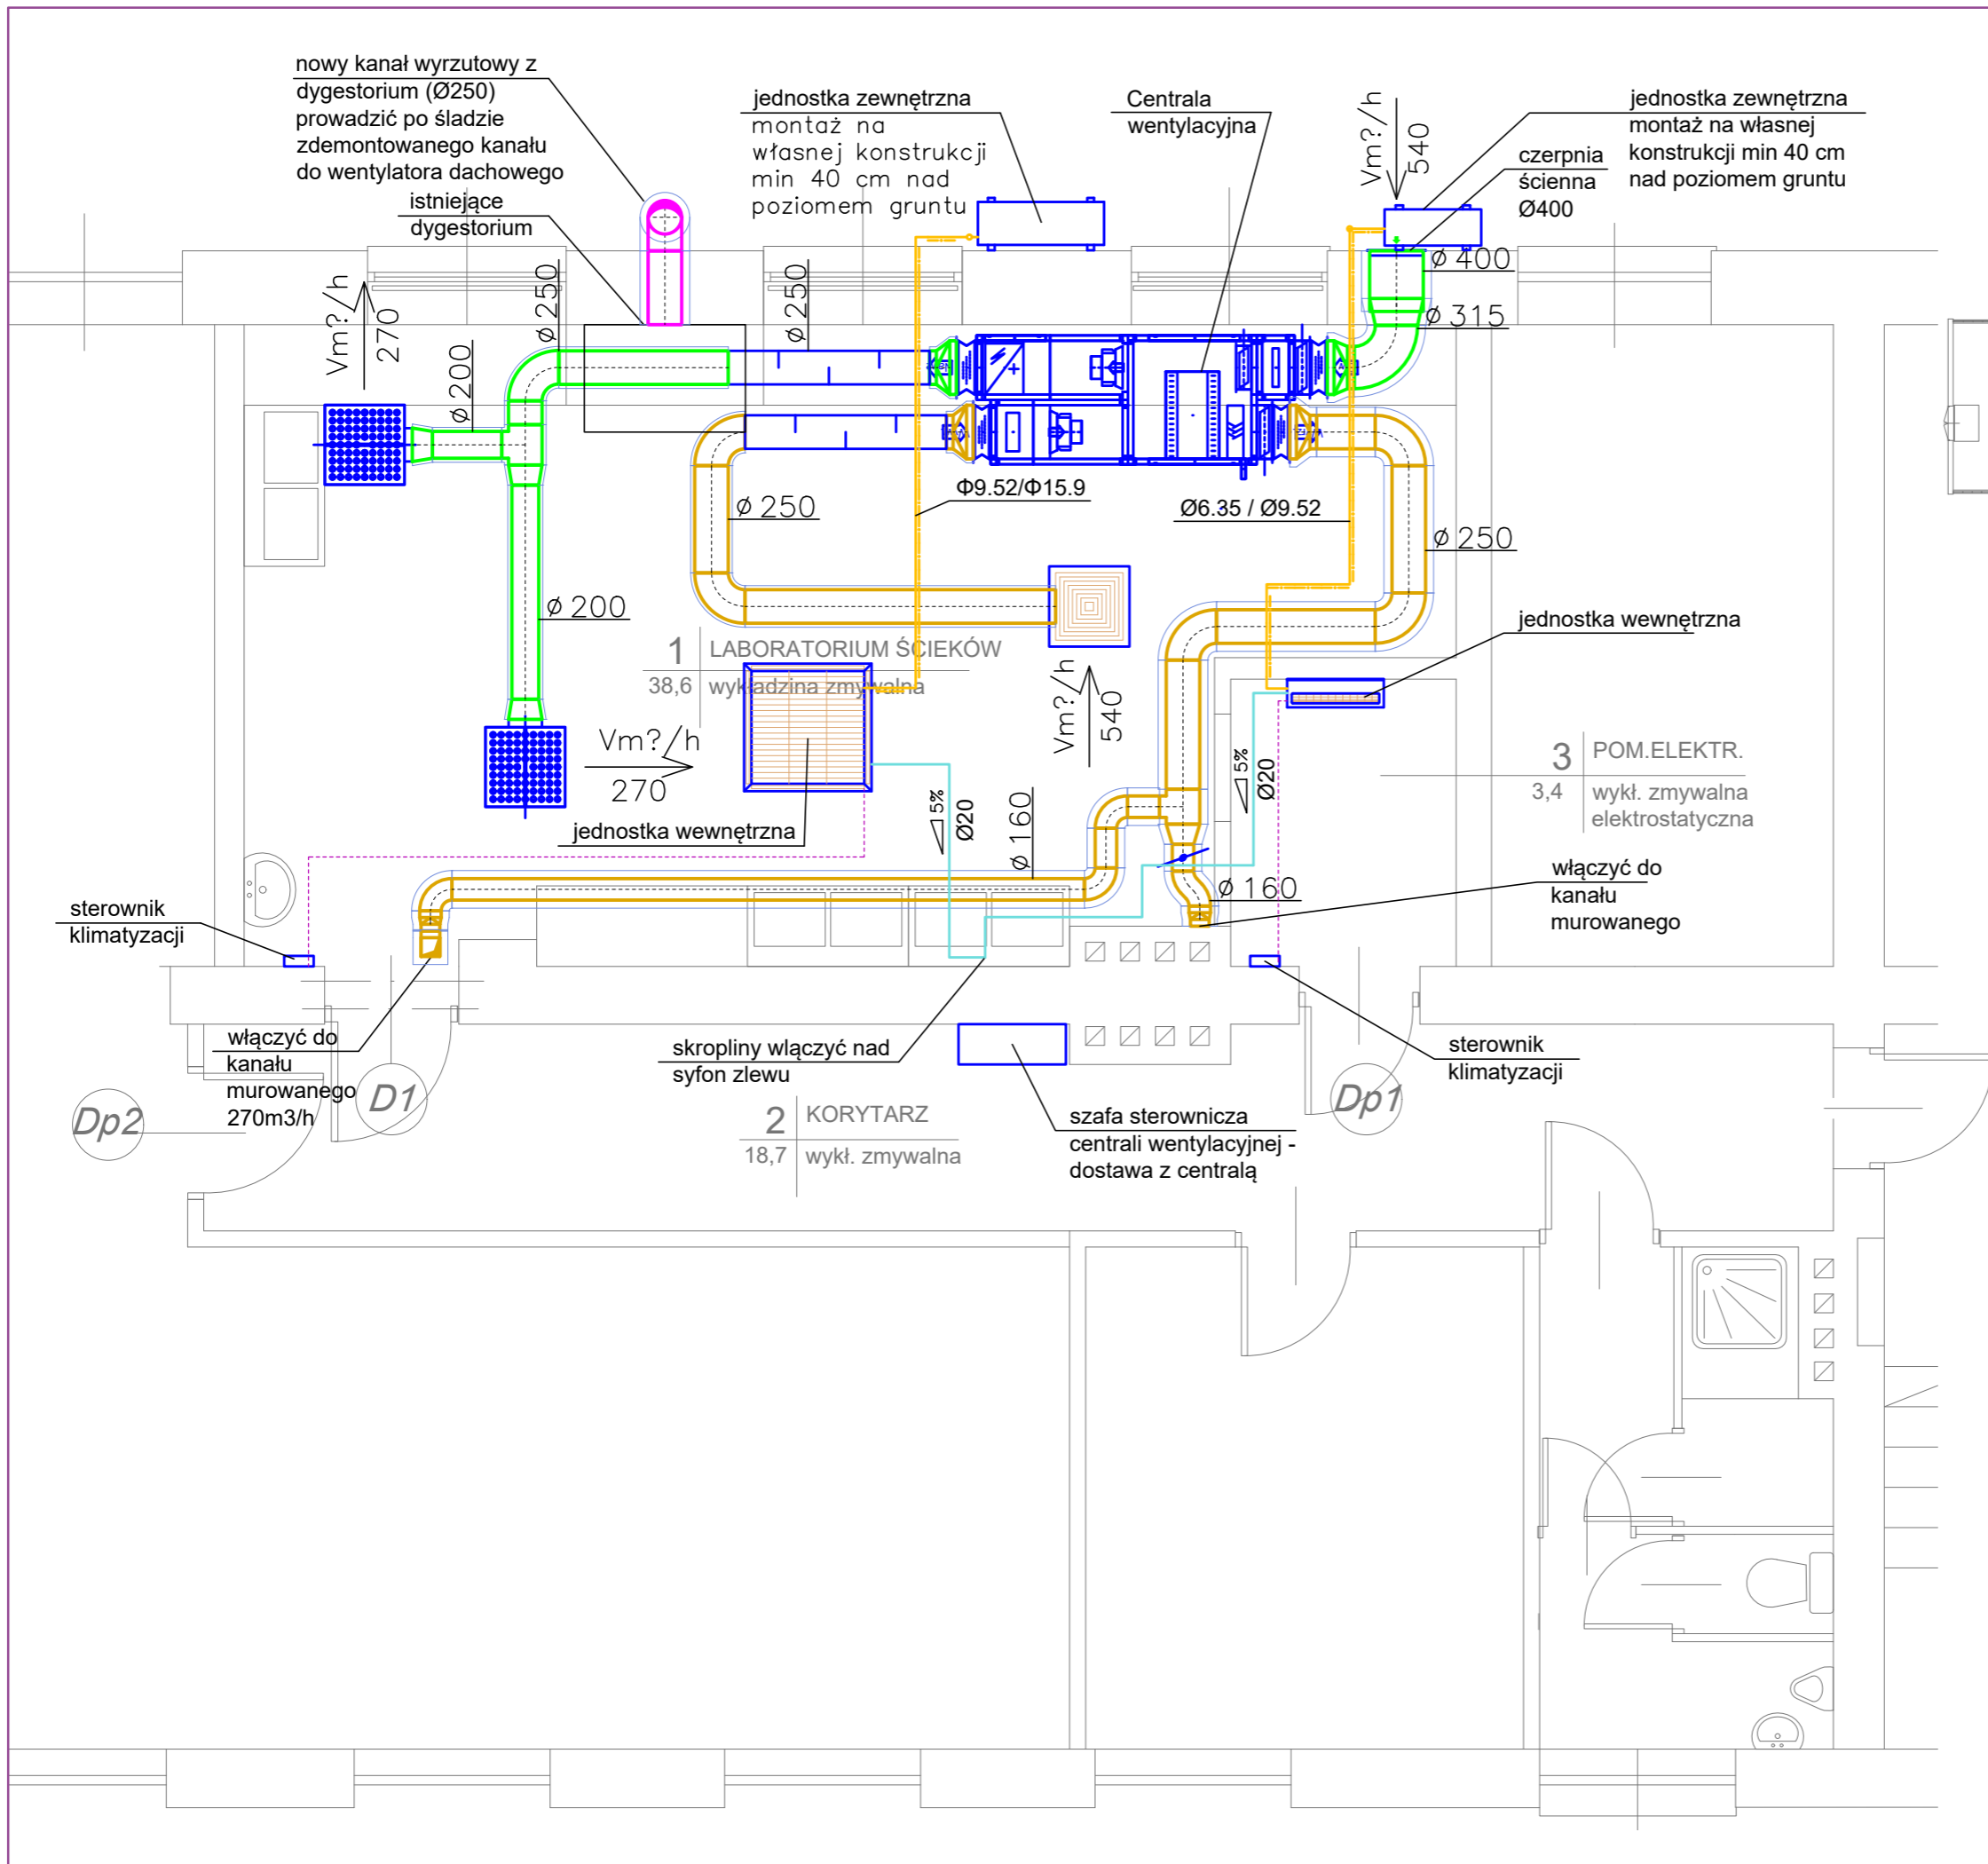 nowy kanał wyrzutowy z
dygestorium (Ø250)
prowadzić po śladzie
zdemontowanego kanału
do wentylatora dachowego
istniejące
dygestorium
jednostka zewnętrzna
montaż na
własnej konstrukcji
min 40 cm nad
poziomem gruntu
Centrala
wentylacyjna
Vm?/h
540
jednostka zewnętrzna
montaż na własnej
konstrukcji min 40 cm
nad poziomem gruntu
czerpnia
ścienna
Ø400
Vm?/h
270
ø 200
ø 250
ø 250
ø 400
ø 315
Φ9.52/Φ15.9
Ø6.35 / Ø9.52
ø 250
ø 250
ø 200
1 LABORATORIUM ŚCIEKÓW
38,6 wykładzina zmywalna
jednostka wewnętrzna
Vm?/h
270
Vm?/h
540
3 POM.ELEKTR.
3,4 wykł. zmywalna
elektrostatyczna
jednostka wewnętrzna
5%
Ø20
ø 160
5%
Ø20
ø 160
włączyć do
kanału
murowanego
sterownik
klimatyzacji
włączyć do
kanału
murowanego
270m3/h
D1
Dp2
skropliny wlączyć nad
syfon zlewu
sterownik
klimatyzacji
Dp1
2 KORYTARZ
18,7 wykł. zmywalna
szafa sterownicza
centrali wentylacyjnej -
dostawa z centralą